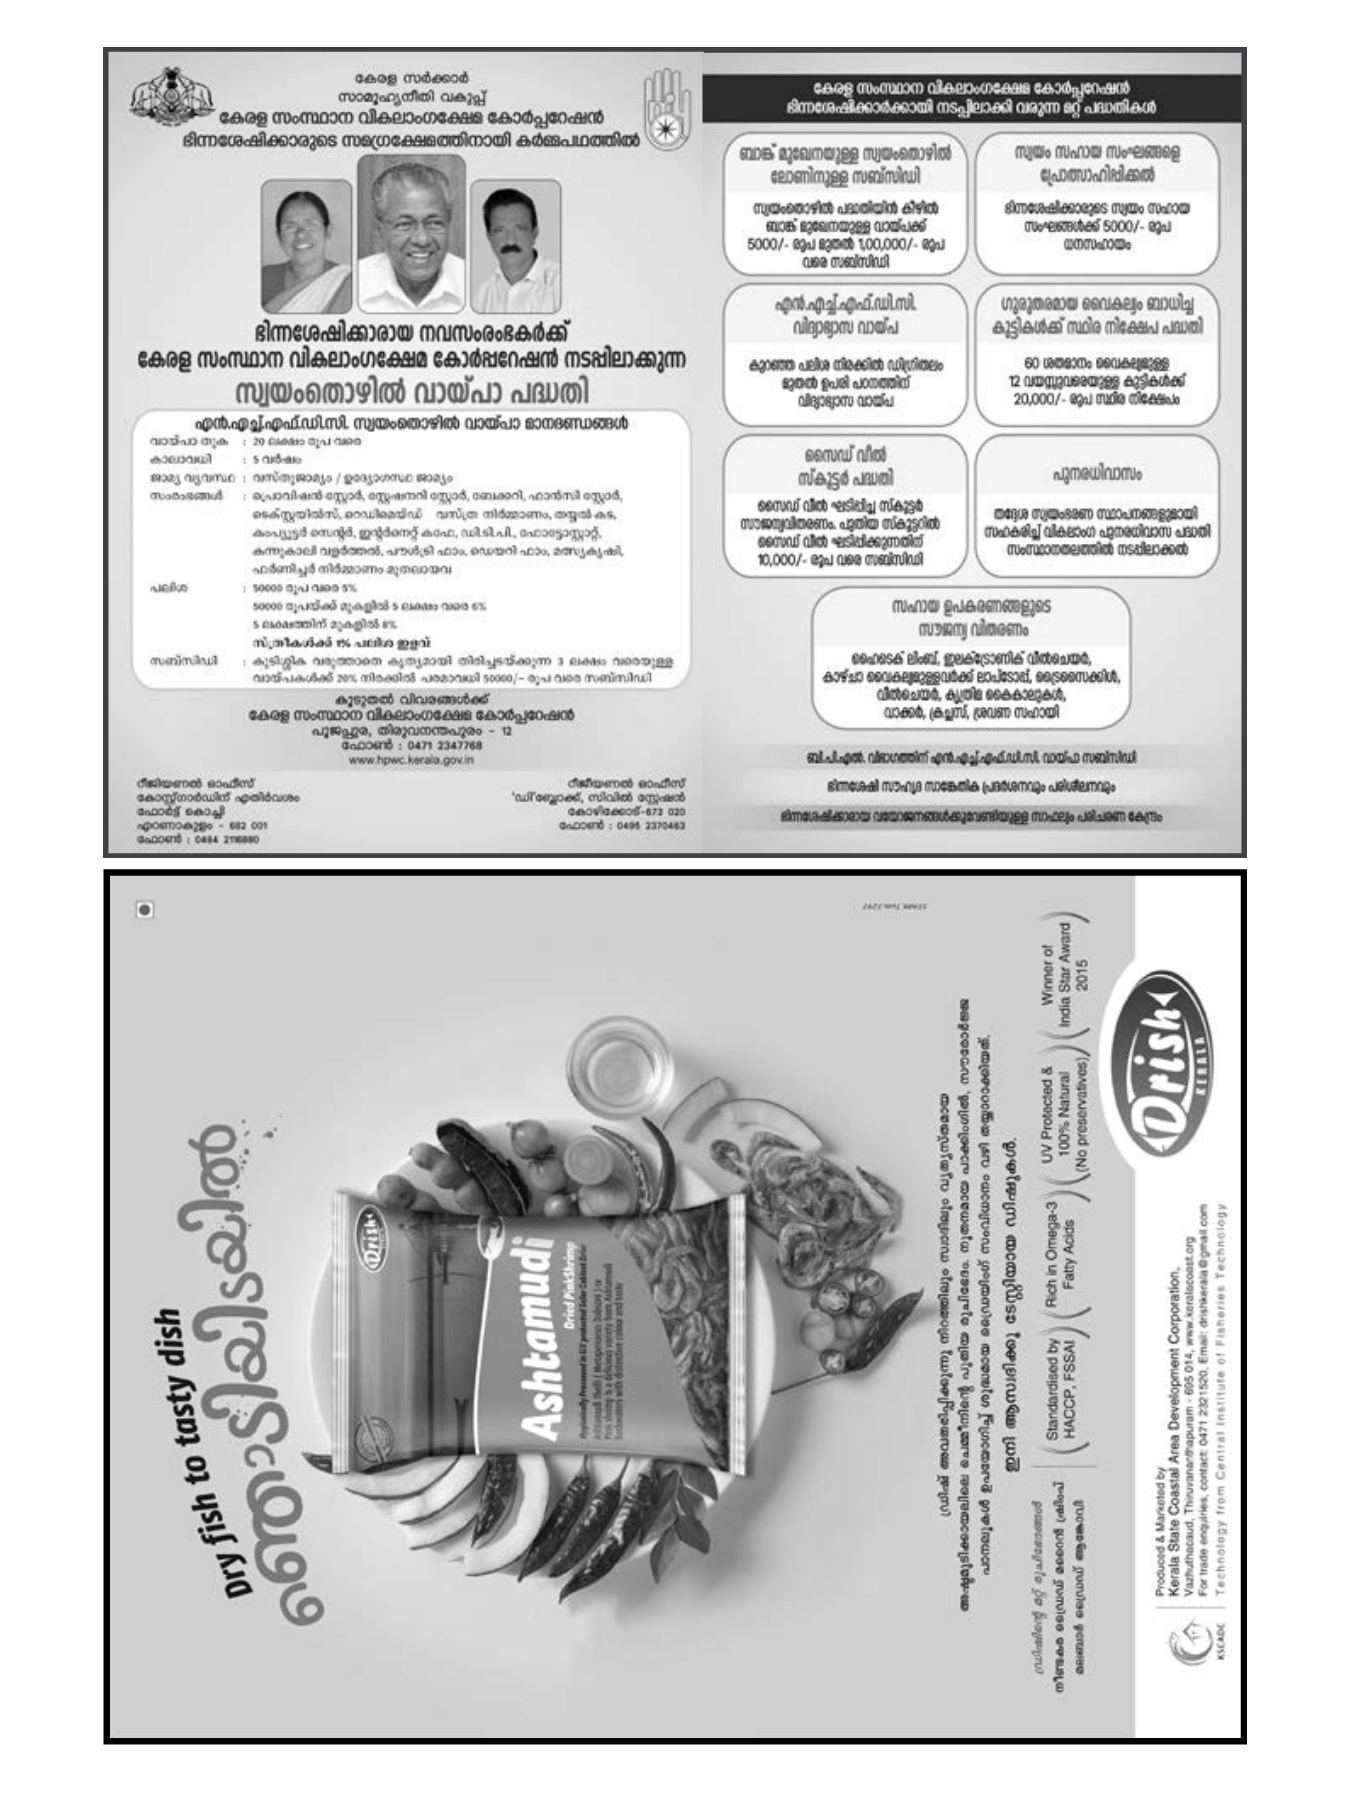 കേരള സർക്കാർ
സാമൂഹ്യനീതി വകുപ്പ്
കേരള സംസ്ഥാന വികലാംഗക്ഷേമ കോർപ്പറേഷൻ
ഭിന്നശേഷിക്കാരുടെ സമഗ്രക്ഷേമത്തിനായി കർമ്മപഥത്തിൽ
ഭിന്നശേഷിക്കാരായ നവസംരംഭകർക്ക്
കേരള സംസ്ഥാന വികലാംഗക്ഷേമ കോർപ്പറേഷൻ നടപ്പിലാക്കുന്ന
സ്വയംതൊഴിൽ വായ്പാ പദ്ധതി
എൻ.എച്ച്.എഫ്.ഡി.സി. സ്വയംതൊഴിൽ വായ്പാ മാനദണ്ഡങ്ങൾ
വായ്പാ തുക : 20 ലക്ഷം രൂപ വരെ
കാലാവധി : 5 വർഷം
ജാമ്യ വ്യവസ്ഥ : വസ്തുജാമ്യം / ഉദ്യോഗസ്ഥ ജാമ്യം
സംരംഭങ്ങൾ : പ്രൊവിഷൻ സ്റ്റോർ, സ്റ്റേഷനറി സ്റ്റോർ, ബേക്കറി, ഫാൻസി സ്റ്റോർ,
ടെക്സ്റ്റയിൽസ്, റെഡിമെയ്ഡ് വസ്ത്ര നിർമ്മാണം, തയ്യൽ കട,
കംപ്യൂട്ടർ സെന്റർ, ഇന്റർനെറ്റ് കഫേ, ഡി.ടി.പി., ഫോട്ടോസ്റ്റാറ്റ്,
കന്നുകാലി വളർത്തൽ, പൗൾട്രി ഫാം, ഡെയറി ഫാം, മത്സ്യകൃഷി,
ഫർണിച്ചർ നിർമ്മാണം മുതലായവ
പലിശ : 50000 രൂപ വരെ 5%
50000 രൂപയ്ക്ക് മുകളിൽ 5 ലക്ഷം വരെ 6%
5 ലക്ഷത്തിന് മുകളിൽ 8%
സ്ത്രീകൾക്ക് 1% പലിശ ഇളവ്
സബ്സിഡി : കുടിശ്ശിക വരുത്താതെ കൃത്യമായി തിരിച്ചടയ്ക്കുന്ന 3 ലക്ഷം വരെയുള്ള
വായ്പകൾക്ക് 20% നിരക്കിൽ പരമാവധി 50000/- രൂപ വരെ സബ്സിഡി
കൂടുതൽ വിവരങ്ങൾക്ക്
കേരള സംസ്ഥാന വികലാംഗക്ഷേമ കോർപ്പറേഷൻ
പൂജപ്പുര, തിരുവനന്തപുരം - 12
ഫോൺ : 0471 2347768
www.hpwc.kerala.gov.in
റീജിയണൽ ഓഫീസ്
കോസ്റ്റ്ഗാർഡിന് എതിർവശം
ഫോർട്ട് കൊച്ചി
എറണാകുളം - 682 001
ഫോൺ : 0484 2116880
റീജീയണൽ ഓഫീസ്
'ഡി'ബ്ലോക്ക്, സിവിൽ സ്റ്റേഷൻ
കോഴിക്കോട്-673 020
ഫോൺ : 0495 2370463
കേരള സംസ്ഥാന വികലാംഗക്ഷേമ കോർപ്പറേഷൻ
ഭിന്നശേഷിക്കാർക്കായി നടപ്പിലാക്കി വരുന്ന മറ്റ് പദ്ധതികൾ
ബാങ്ക് മുഖേനയുള്ള സ്വയംതൊഴിൽ
ലോണിനുള്ള സബ്സിഡി
സ്വയംതൊഴിൽ പദ്ധതിയിൻ കീഴിൽ
ബാങ്ക് മുഖേനയുള്ള വായ്പക്ക്
5000/- രൂപ മുതൽ 1,00,000/- രൂപ
വരെ സബ്സിഡി
സ്വയം സഹായ സംഘങ്ങളെ
പ്രോത്സാഹിപ്പിക്കൽ
ഭിന്നശേഷിക്കാരുടെ സ്വയം സഹായ
സംഘങ്ങൾക്ക് 5000/- രൂപ
ധനസഹായം
എൻ.എച്ച്.എഫ്.ഡി.സി.
വിദ്യാഭ്യാസ വായ്പ
കുറഞ്ഞ പലിശ നിരക്കിൽ ഡിഗ്രിതലം
മുതൽ ഉപരി പഠനത്തിന്
വിദ്യാഭ്യാസ വായ്പ
ഗുരുതരമായ വൈകല്യം ബാധിച്ച
കുട്ടികൾക്ക് സ്ഥിര നിക്ഷേപ പദ്ധതി
60 ശതമാനം വൈകല്യമുള്ള
12 വയസ്സുവരെയുള്ള കുട്ടികൾക്ക്
20,000/- രൂപ സ്ഥിര നിക്ഷേപം
സൈഡ് വീൽ
സ്കൂട്ടർ പദ്ധതി
സൈഡ് വീൽ ഘടിപ്പിച്ച സ്കൂട്ടർ
സൗജന്യവിതരണം. പുതിയ സ്കൂട്ടറിൽ
സൈഡ് വീൽ ഘടിപ്പിക്കുന്നതിന്
10,000/- രൂപ വരെ സബ്സിഡി
പുനരധിവാസം
തദ്ദേശ സ്വയംഭരണ സ്ഥാപനങ്ങളുമായി
സഹകരിച്ച് വികലാംഗ പുനരധിവാസ പദ്ധതി
സംസ്ഥാനതലത്തിൽ നടപ്പിലാക്കൽ
സഹായ ഉപകരണങ്ങളുടെ
സൗജന്യ വിതരണം
ഹൈടെക് ലിംബ്, ഇലക്ട്രോണിക് വീൽചെയർ,
കാഴ്ചാ വൈകല്യമുള്ളവർക്ക് ലാപ്ടോപ്പ്, ട്രൈസൈക്കിൾ,
വീൽചെയർ, കൃത്രിമ കൈകാലുകൾ,
വാക്കർ, ക്രച്ചസ്, ശ്രവണ സഹായി
ബി.പി.എൽ. വിഭാഗത്തിന് എൻ.എച്ച്.എഫ്.ഡി.സി. വായ്പാ സബ്സിഡി
ഭിന്നശേഷി സൗഹൃദ സാങ്കേതിക പ്രദർശനവും പരിശീലനവും
ഭിന്നശേഷിക്കാരായ വയോജനങ്ങൾക്കുവേണ്ടിയുള്ള സാഫല്യം പരിചരണ കേന്ദ്രം
Dry fish to tasty dish
ഞൊടിയിടയിൽ
Drish
Ashtamudi
Dried Pink Shrimp
ഡ്രിഷ് അവതരിപ്പിക്കുന്നു നിറത്തിലും സ്വാദിലും വ്യത്യസ്തമായ
അഷ്ടമുടിക്കായലിലെ ചെമ്മീനിന്റെ പുതിയ രുചിഭേദം. നൂതനമായ പാക്കിംഗിൽ, സൗരോർജ്ജ
പാനലുകൾ ഉപയോഗിച്ച് ശുദ്ധമായ ഡ്രൈയിംഗ് സംവിധാനം വഴി തയ്യാറാക്കിയത്.
ഇനി ആസ്വദിക്കൂ ടേസ്റ്റിയായ ഡിഷുകൾ.
ഡ്രിഷിന്റെ മറ്റ് രുചിഭേദങ്ങൾ
നീണ്ടകര ഡ്രൈഡ് മറൈൻ ശ്രിംപ്
മലബാർ ഡ്രൈഡ് ആങ്കോവി
Standardised by
HACCP, FSSAI
Rich in Omega-3
Fatty Acids
UV Protected &
100% Natural
(No preservatives)
Winner of
India Star Award
2015
Drish
KERALA
KSCADC
Produced & Marketed by
Kerala State Coastal Area Development Corporation,
Vazhuthacaud, Thiruvananthapuram - 695 014, www.keralacoast.org
For trade enquiries, contact: 0471 2321520, Email: drishkerala@gmail.com
Technology from Central Institute of Fisheries Technology